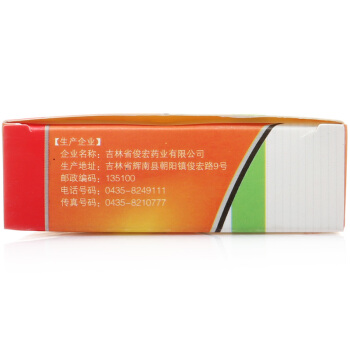 【生产企业】
企业名称：吉林省俊宏药业有限公司
生产地址：吉林省辉南县朝阳镇俊宏路9号
邮政编码：135100
电话号码：0435-8249111
传真号码：0435-8210777